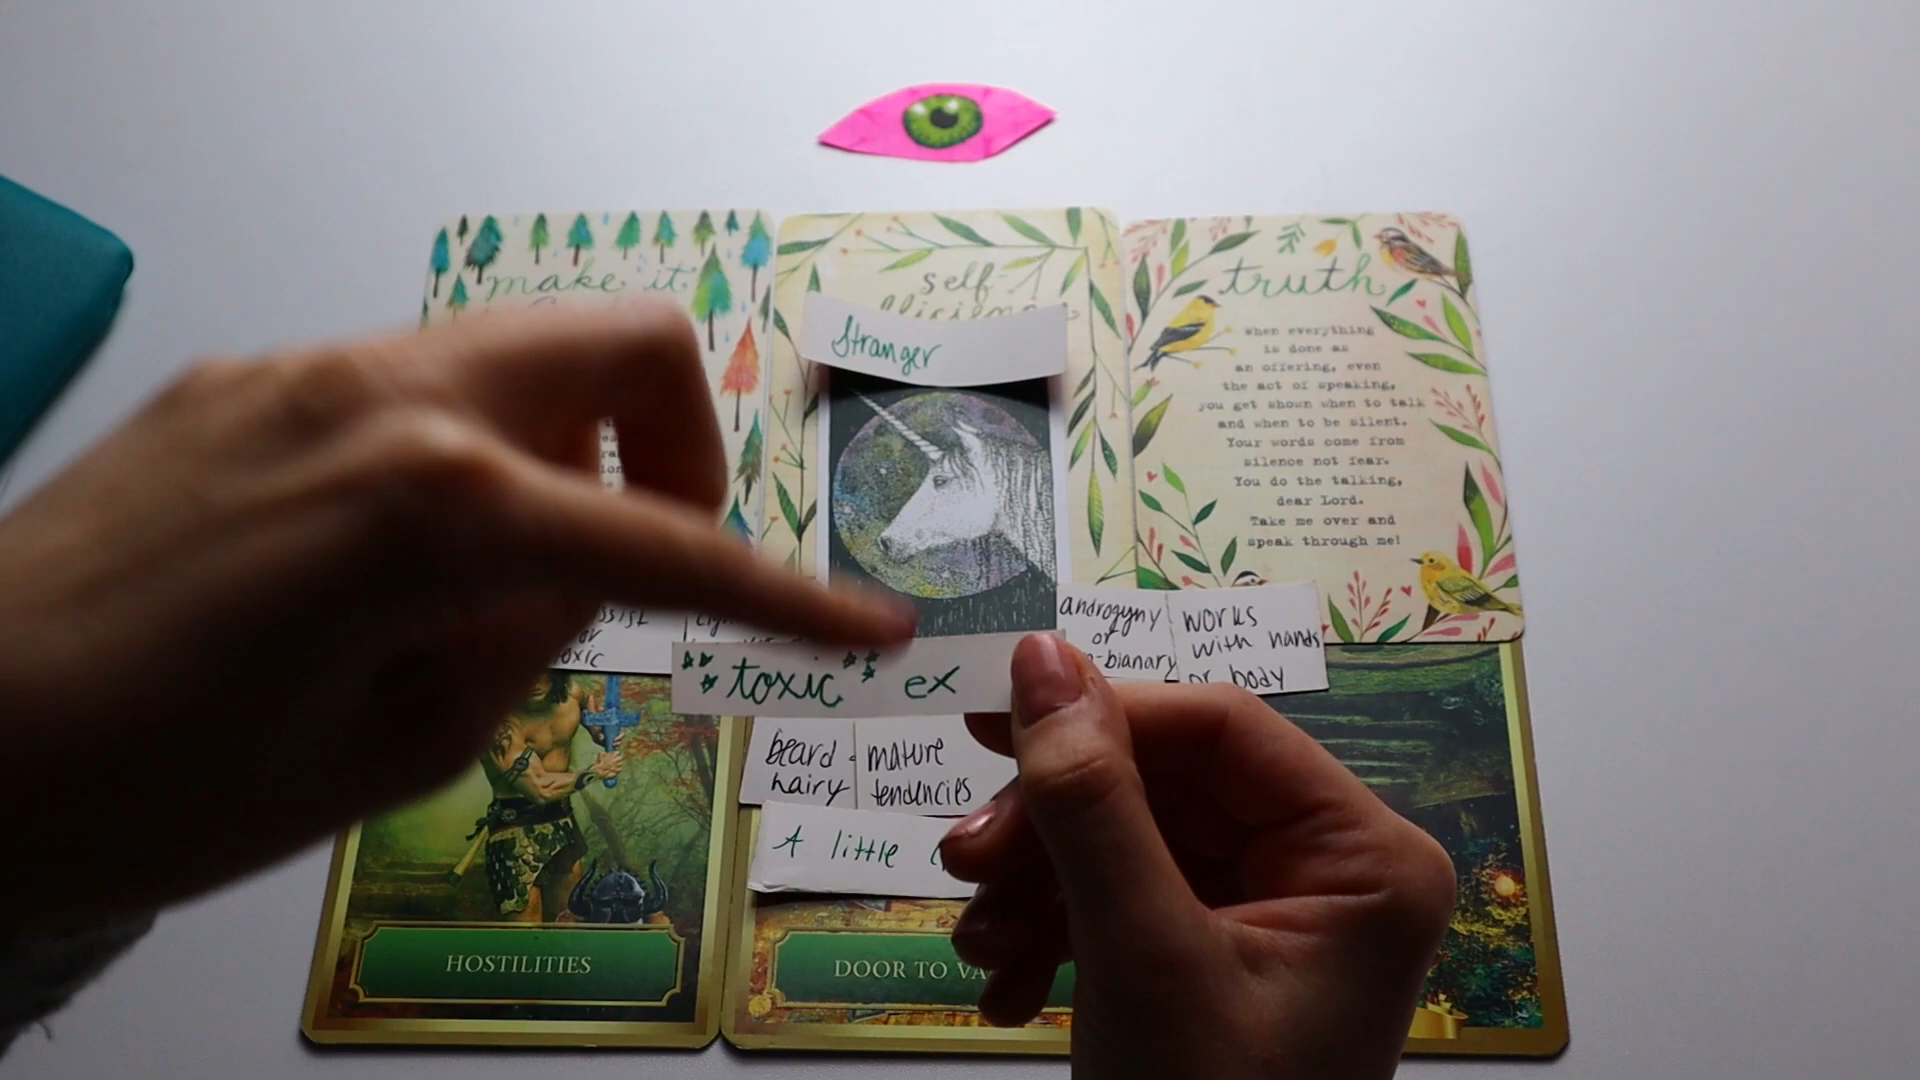 make it
self-
Stranger
truth
When everything
is done as
an offering, even
the act of speaking,
you get shown when to talk
and when to be silent.
Your words come from
silence not fear.
You do the talking,
dear Lord.
Take me over and
speak through me!
or
androgyny
or
works
with hands
or body
"toxic" ex
beard
hairy
mature
tendencies
A little
HOSTILITIES
DOOR TO